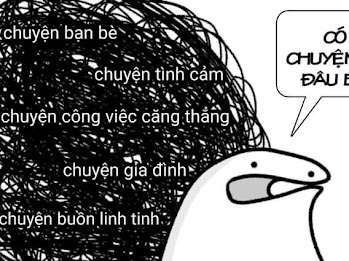 chuyện bạn bè
chuyện tình cảm
chuyện công việc căng thẳng
chuyện gia đình
chuyện buồn linh tinh
CÓ
CHUYỆN
ĐÂU